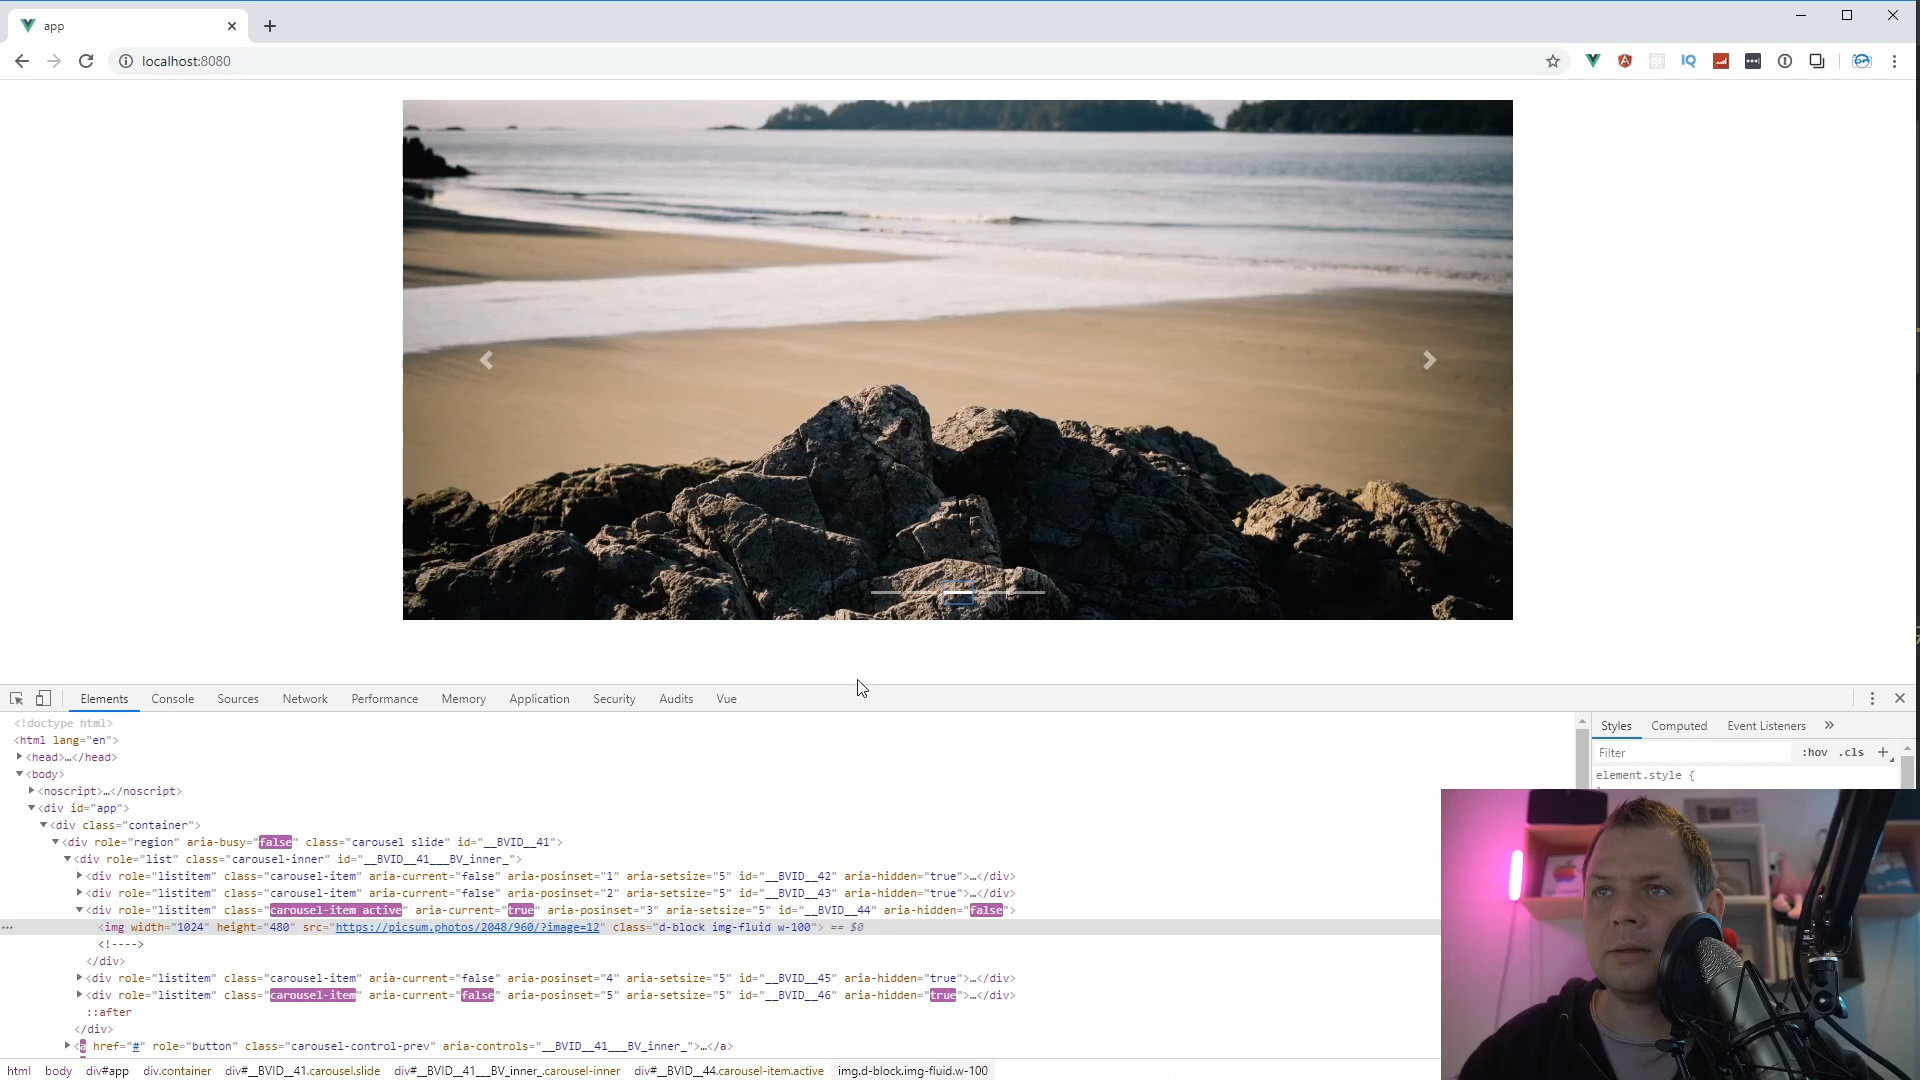 app
localhost:8080
IQ
Elements Console Sources Network Performance Memory Application Security Audits Vue
<!doctype html>
<html lang="en">
<head>…</head>
<body>
<noscript>…</noscript>
<div id="app">
<div class="container">
<div role="region" aria-busy="false" class="carousel slide" id="__BVID__41">
<div role="list" class="carousel-inner" id="__BVID__41___BV_inner_">
<div role="listitem" class="carousel-item" aria-current="false" aria-posinset="1" aria-setsize="5" id="__BVID__42" aria-hidden="true">…</div>
<div role="listitem" class="carousel-item" aria-current="false" aria-posinset="2" aria-setsize="5" id="__BVID__43" aria-hidden="true">…</div>
<div role="listitem" class="carousel-item active" aria-current="true" aria-posinset="3" aria-setsize="5" id="__BVID__44" aria-hidden="false">
<img width="1024" height="480" src="https://picsum.photos/2048/960/?image=12" class="d-block img-fluid w-100"> == $0
<!---->
</div>
<div role="listitem" class="carousel-item" aria-current="false" aria-posinset="4" aria-setsize="5" id="__BVID__45" aria-hidden="true">…</div>
<div role="listitem" class="carousel-item" aria-current="false" aria-posinset="5" aria-setsize="5" id="__BVID__46" aria-hidden="true">…</div>
::after
</div>
<a href="#" role="button" class="carousel-control-prev" aria-controls="__BVID__41___BV_inner_">…</a>
html body div#app div.container div#__BVID__41.carousel.slide div#__BVID__41___BV_inner_.carousel-inner div#__BVID__44.carousel-item.active img.d-block.img-fluid.w-100
Styles Computed Event Listeners »
Filter :hov .cls +
element.style {